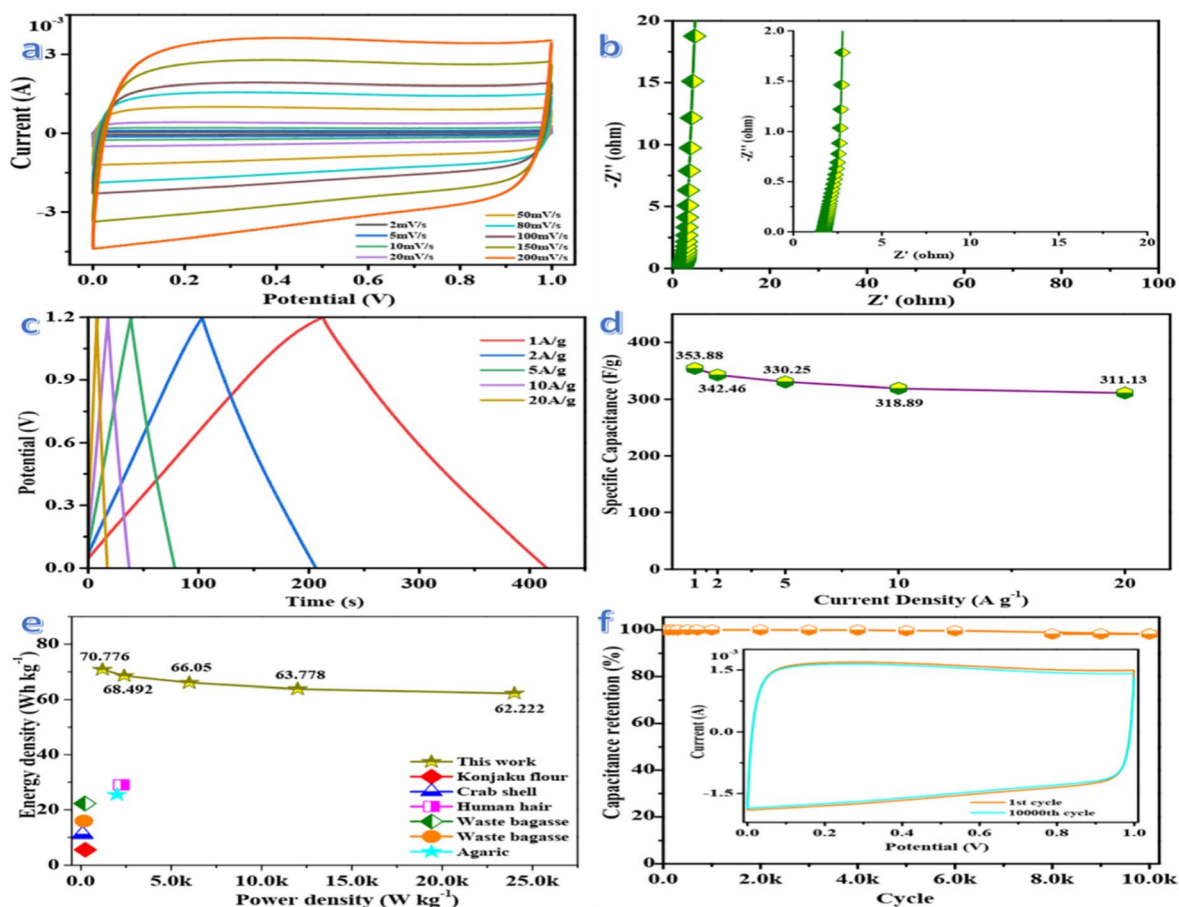 a
10⁻³
3
0
−3
Current (A)
2mV/s
5mV/s
10mV/s
20mV/s
50mV/s
80mV/s
100mV/s
150mV/s
200mV/s
0.0 0.2 0.4 0.6 0.8 1.0
Potential (V)
b
20
15
10
5
0
-Z'' (ohm)
0 20 40 60 80 100
Z' (ohm)
2.0
1.5
1.0
0.5
0.0
-Z'' (ohm)
0 5 10 15 20
Z' (ohm)
c
1.2
0.9
0.6
0.3
0.0
Potential (V)
1A/g
2A/g
5A/g
10A/g
20A/g
0 100 200 300 400
Time (s)
d
400
300
200
100
0
Specific Capacitance (F/g)
353.88
342.46
330.25
318.89
311.13
1 2 5 10 20
Current Density (A g⁻¹)
e
80
60
40
20
0
Energy density (Wh kg⁻¹)
70.776
68.492
66.05
63.778
62.222
This work
Konjaku flour
Crab shell
Human hair
Waste bagasse
Waste bagasse
Agaric
0.0 5.0k 10.0k 15.0k 20.0k 25.0k
Power density (W kg⁻¹)
f
100
80
60
40
20
0
Capacitance retention (%)
10⁻³
1.5
0.0
−1.5
Current (A)
1st cycle
10000th cycle
0.0 0.2 0.4 0.6 0.8 1.0
Potential (V)
0.0 2.0k 4.0k 6.0k 8.0k 10.0k
Cycle